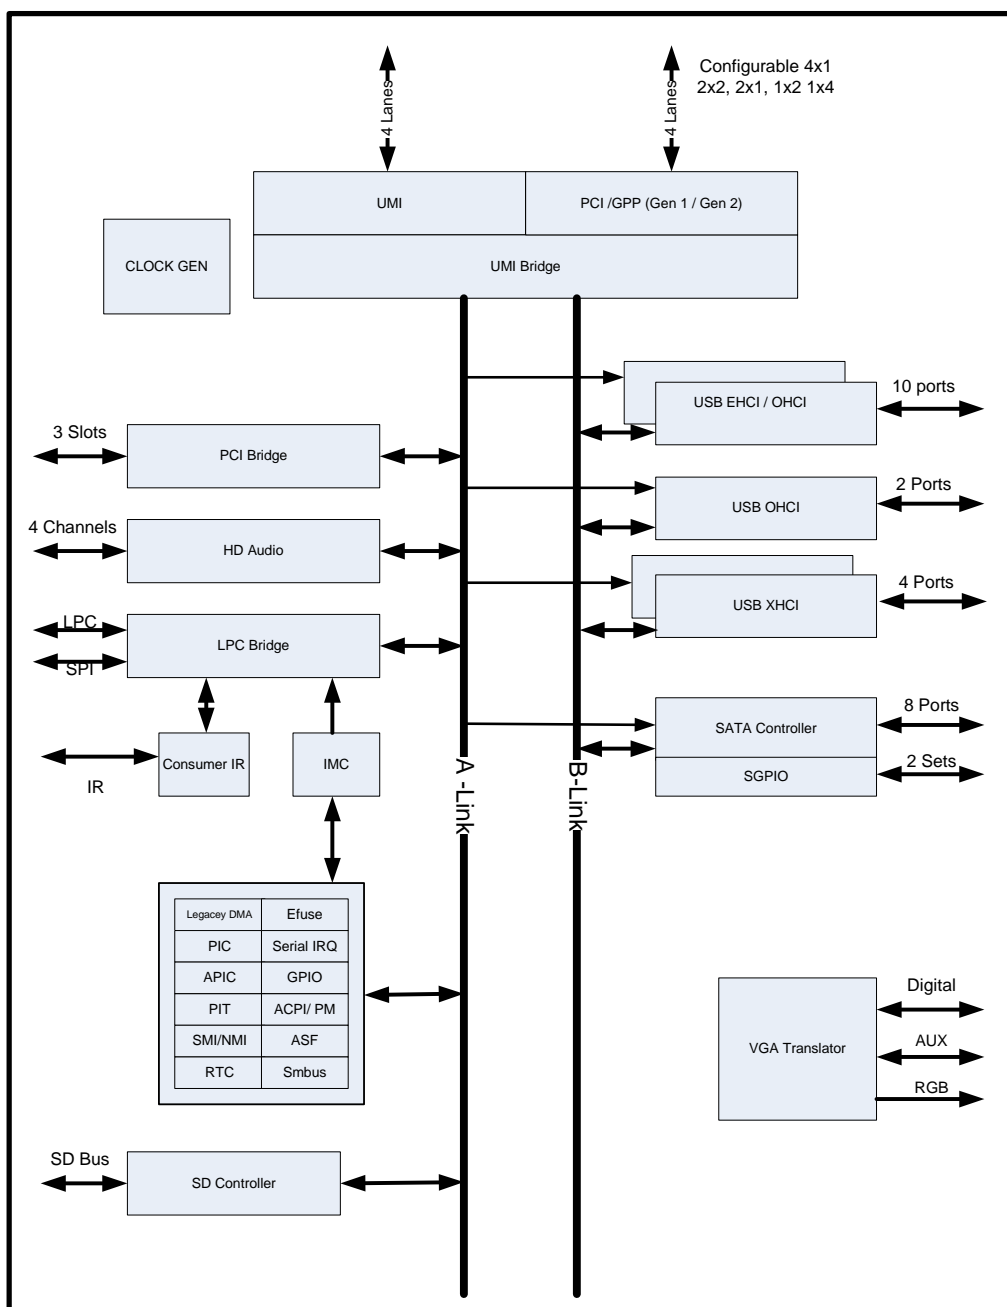 Configurable 4x1
2x2, 2x1, 1x2 1x4
4 Lanes
4 Lanes
UMI
PCI /GPP (Gen 1 / Gen 2)
CLOCK GEN
UMI Bridge
USB EHCI / OHCI
10 ports
3 Slots
PCI Bridge
USB OHCI
2 Ports
4 Channels
HD Audio
USB XHCI
4 Ports
LPC
SPI
LPC Bridge
SATA Controller
8 Ports
SGPIO
2 Sets
IR
Consumer IR
IMC
A -Link
B-Link
Legacey DMA
Efuse
PIC
Serial IRQ
APIC
GPIO
PIT
ACPI/ PM
SMI/NMI
ASF
RTC
Smbus
VGA Translator
Digital
AUX
RGB
SD Bus
SD Controller